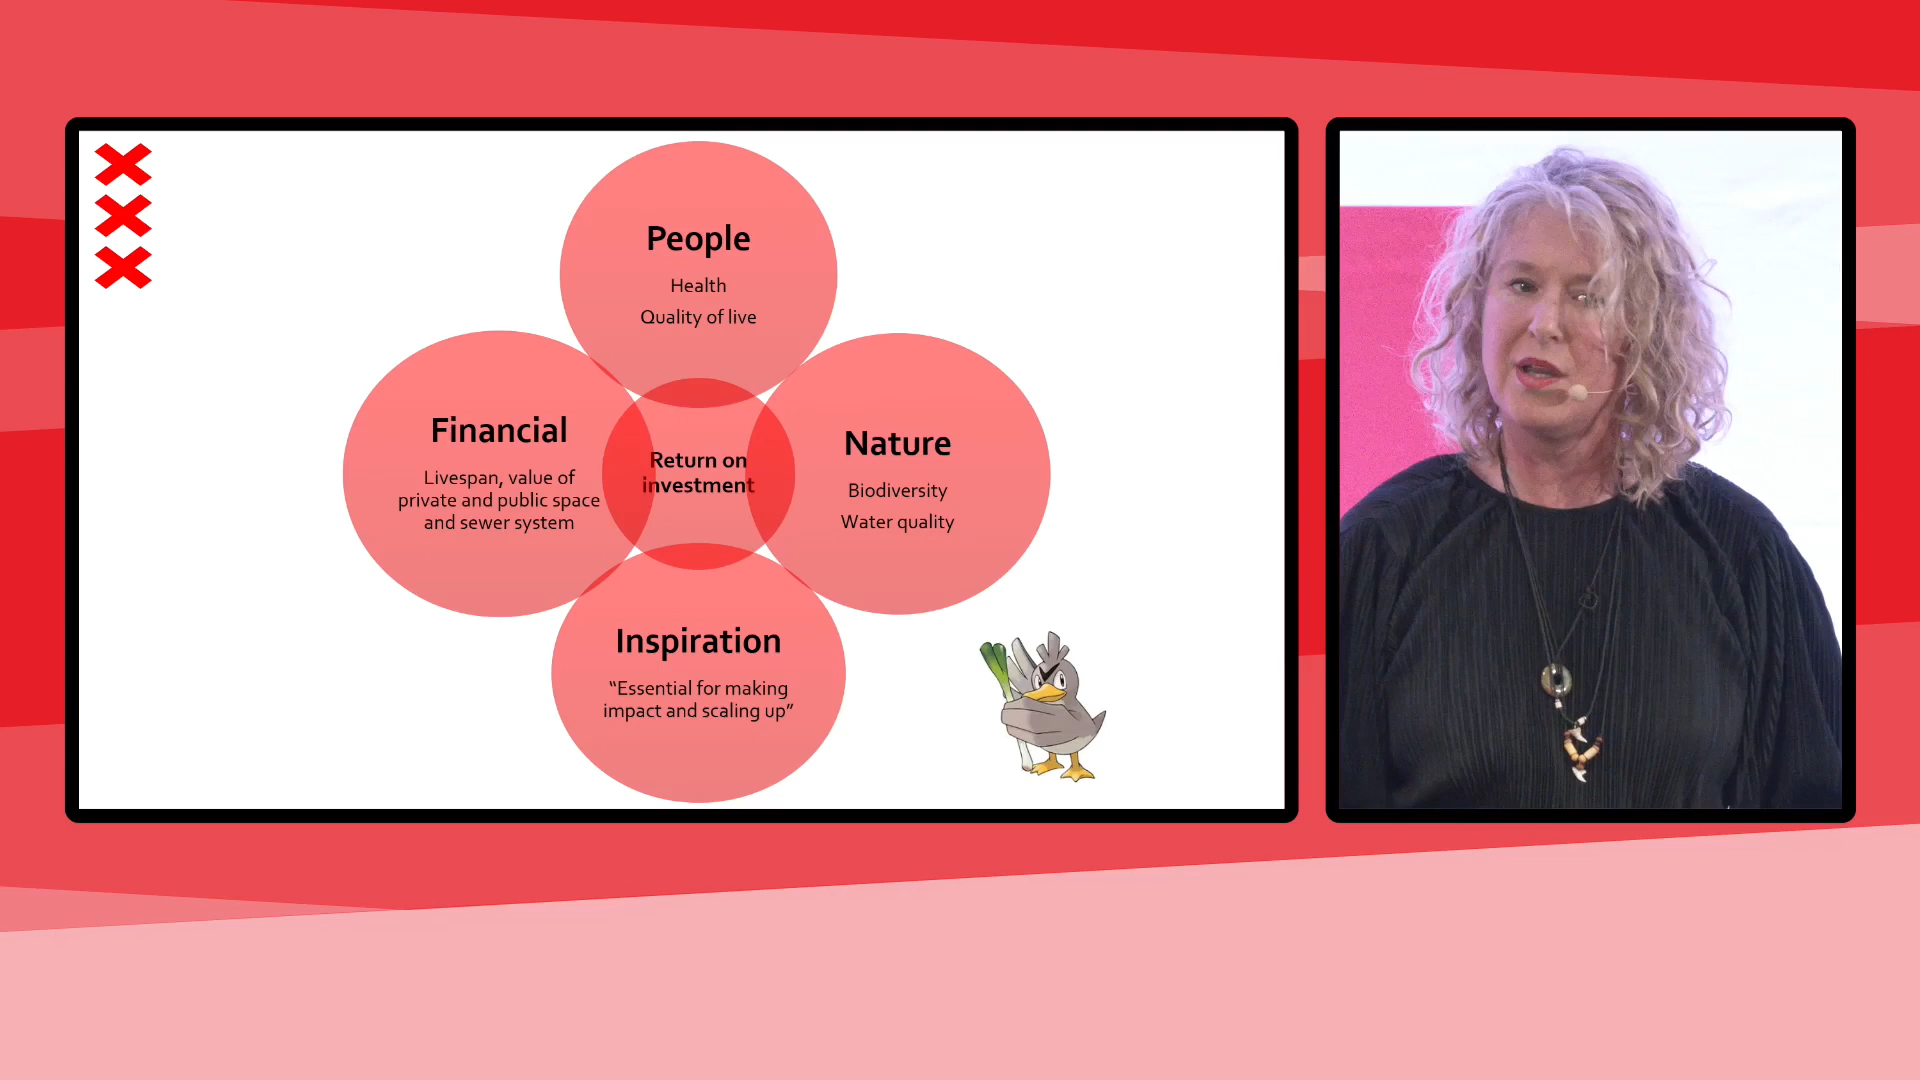 People
Health
Quality of live
Financial
Livespan, value of
private and public space
and sewer system
Return on
investment
Nature
Biodiversity
Water quality
Inspiration
“Essential for making
impact and scaling up”